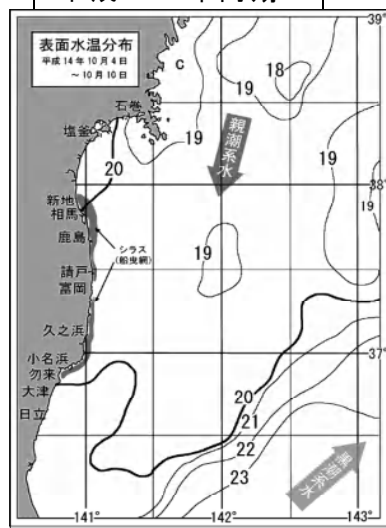 39°
表面水温分布
平成14年10月4日
～10月10日
C
18
19
19
石巻
塩釜
19
親潮系水
20
19
38°
新地
相馬
19
鹿島
シラス
(船曳網)
19
請戸
富岡
久之浜
37°
小名浜
勿来
大津
20
21
日立
22
23
黒潮系水
141°
142°
143°